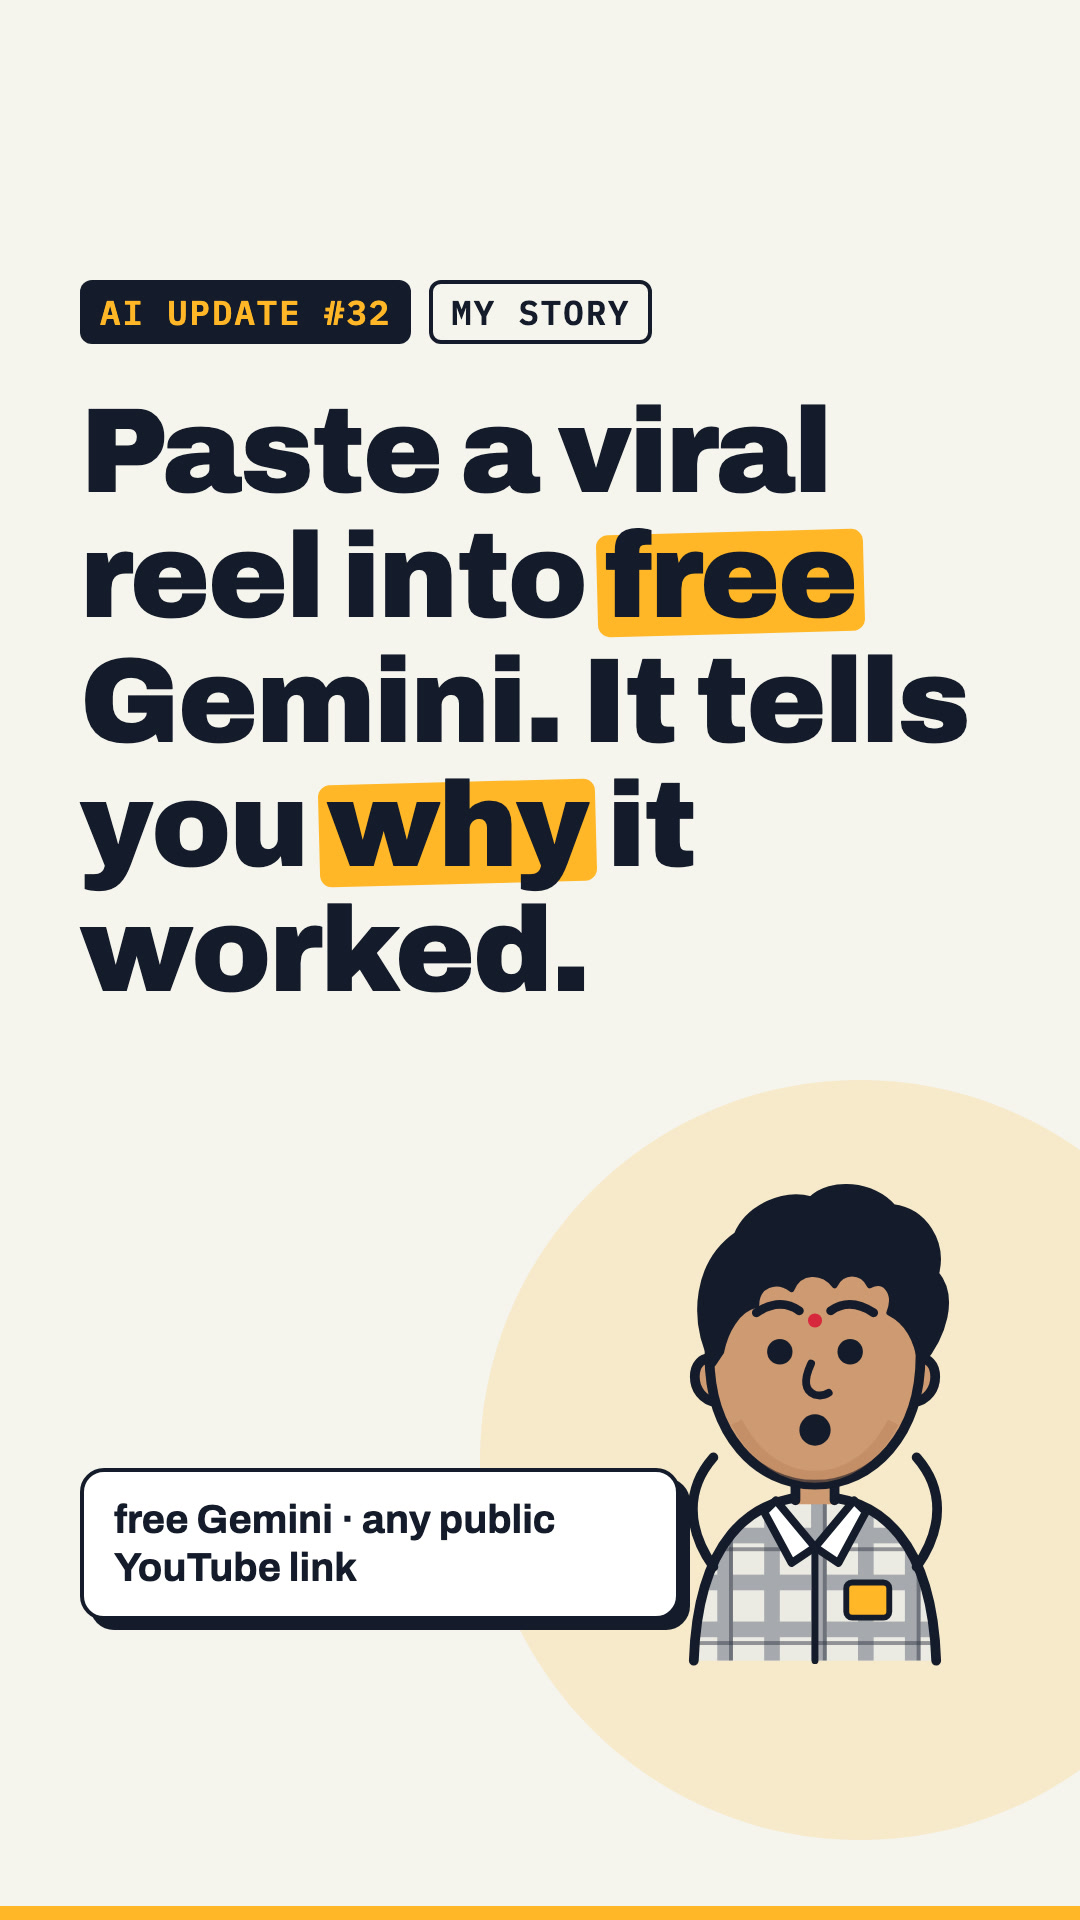 AI UPDATE #32 MY STORY
Paste a viral
reel into free
Gemini. It tells
you why it
worked.
free Gemini · any public
YouTube link